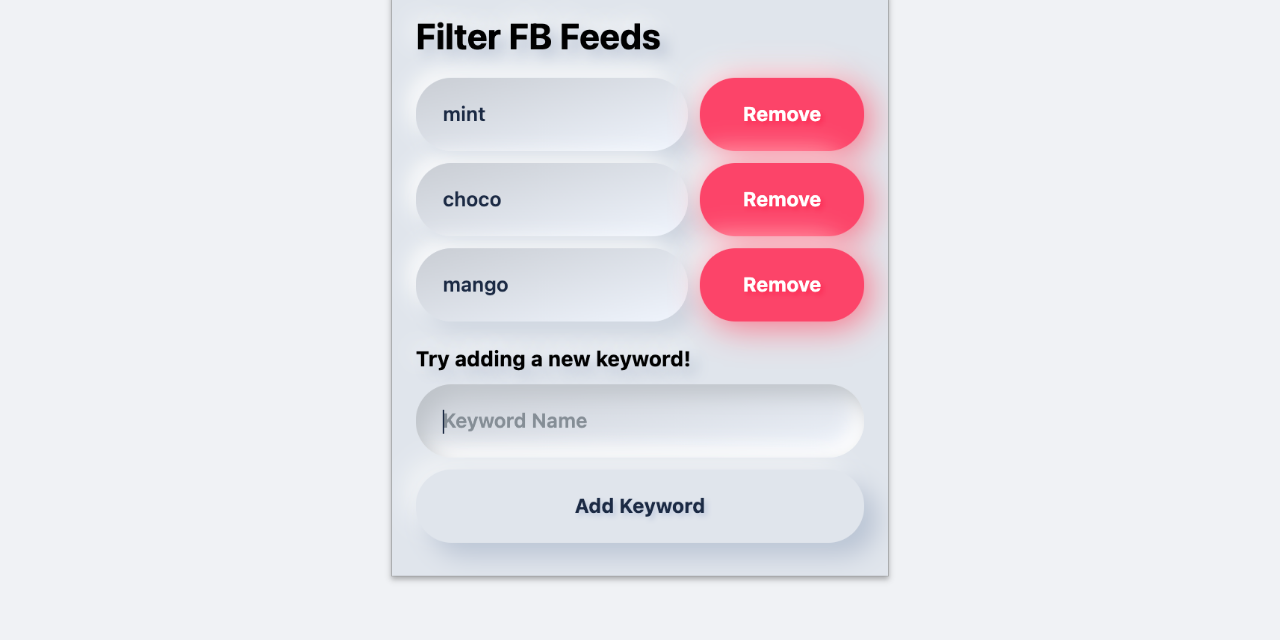 Filter FB Feeds
mint Remove
choco Remove
mango Remove
Try adding a new keyword!
Keyword Name
Add Keyword